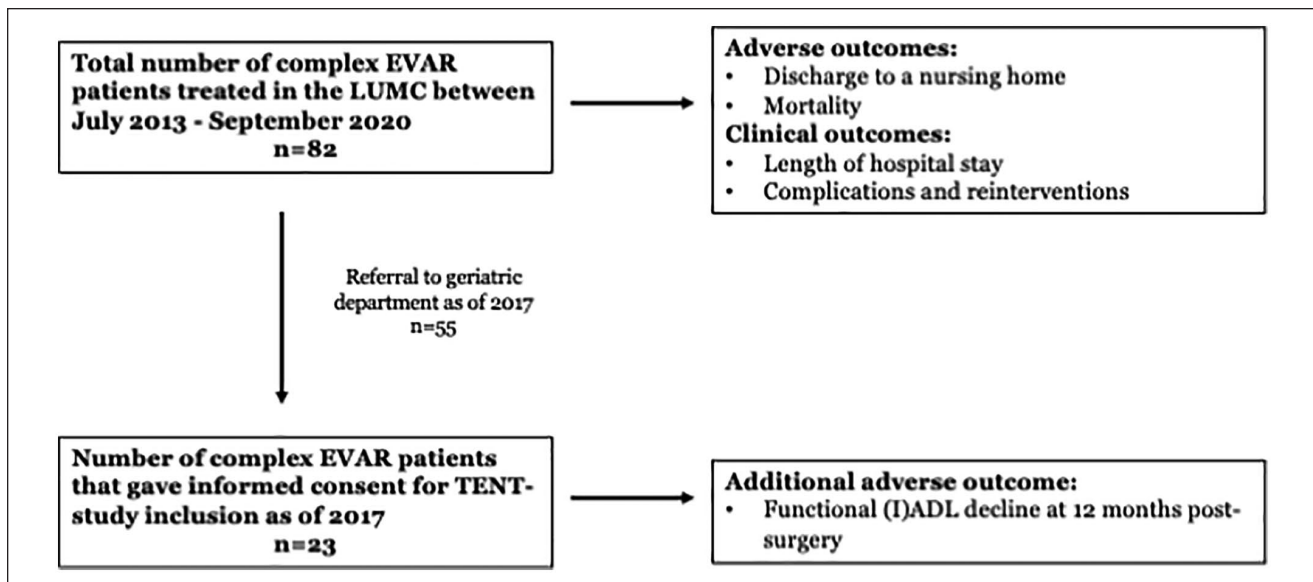 Total number of complex EVAR
patients treated in the LUMC between
July 2013 - September 2020
n=82
Adverse outcomes:
• Discharge to a nursing home
• Mortality
Clinical outcomes:
• Length of hospital stay
• Complications and reinterventions
Referral to geriatric
department as of 2017
n=55
Number of complex EVAR patients
that gave informed consent for TENT-
study inclusion as of 2017
n=23
Additional adverse outcome:
• Functional (I)ADL decline at 12 months post-
surgery